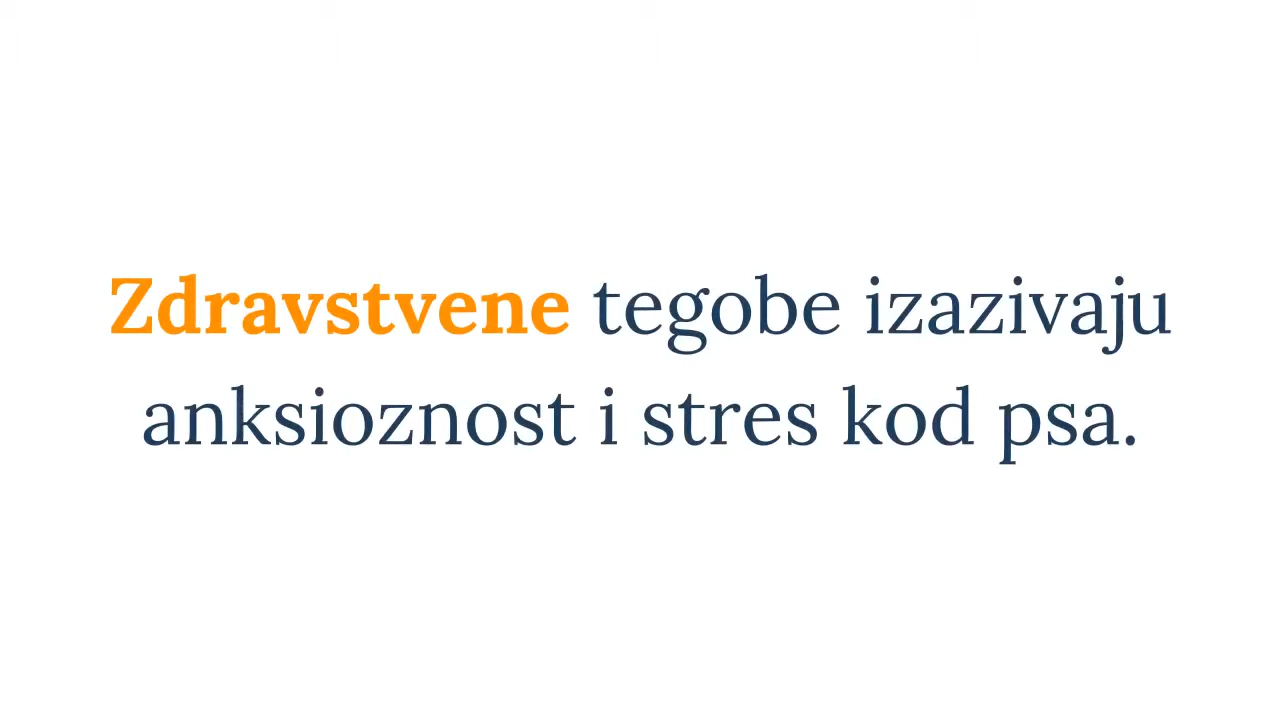 Zdravstvene tegobe izazivaju
anksioznost i stres kod psa.